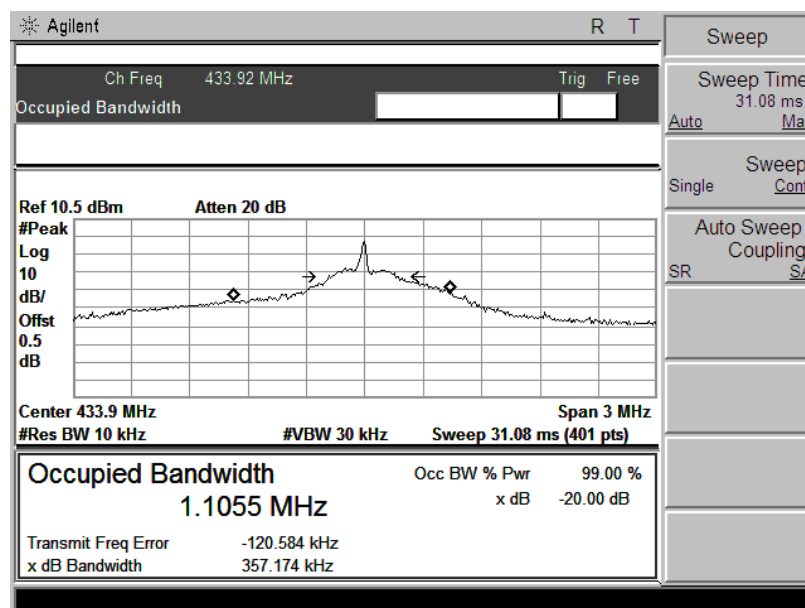 Agilent R T
Sweep
Ch Freq 433.92 MHz Trig Free
Occupied Bandwidth
Sweep Time
31.08 ms
Auto Ma
Sweep
Single Cont
Auto Sweep
Coupling
SR SA
Ref 10.5 dBm Atten 20 dB
#Peak
Log
10
dB/
Offst
0.5
dB
Center 433.9 MHz Span 3 MHz
#Res BW 10 kHz #VBW 30 kHz Sweep 31.08 ms (401 pts)
Occupied Bandwidth Occ BW % Pwr 99.00 %
1.1055 MHz x dB -20.00 dB
Transmit Freq Error -120.584 kHz
x dB Bandwidth 357.174 kHz